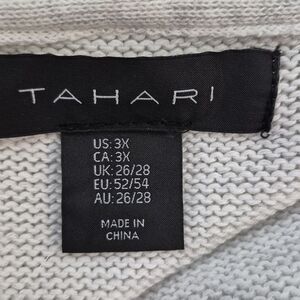 TAHARI
US: 3X
CA: 3X
UK: 26/28
EU: 52/54
AU: 26/28
MADE IN
CHINA